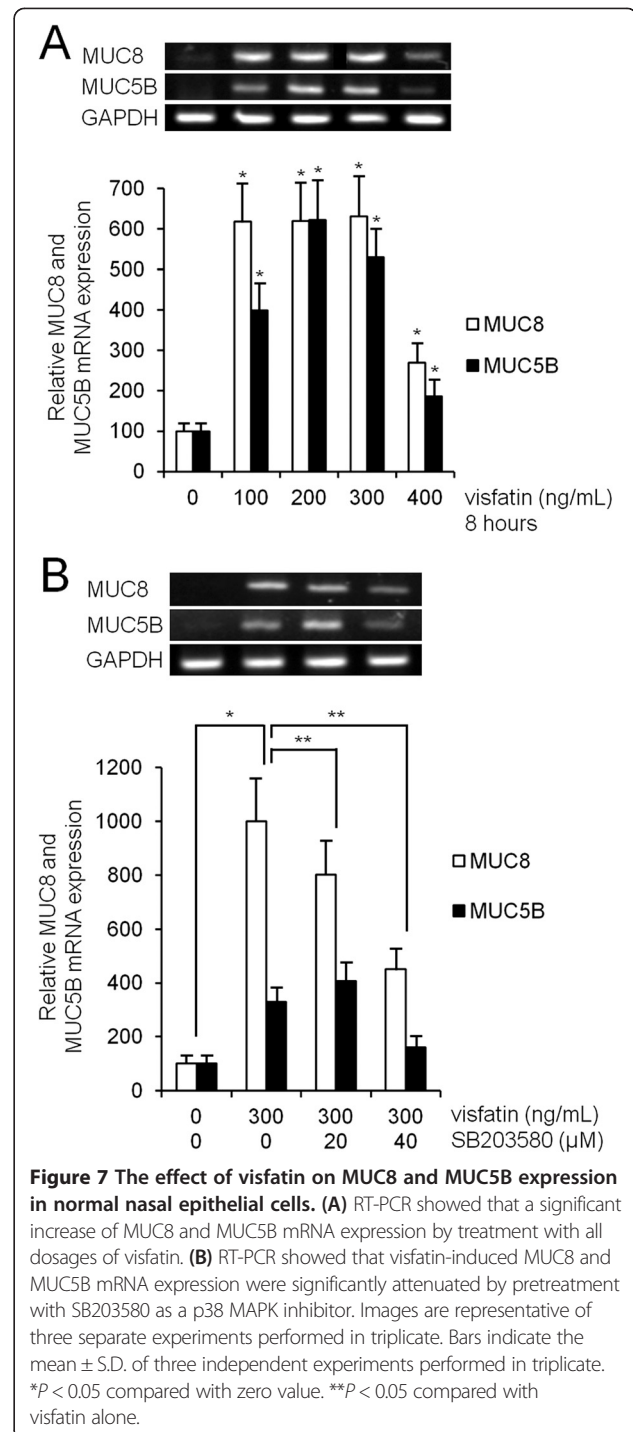 A
MUC8
MUC5B
GAPDH
Relative MUC8 and
MUC5B mRNA expression
700
600
500
400
300
200
100
0
* * * * * * * *
MUC8
MUC5B
0 100 200 300 400 visfatin (ng/mL)
8 hours
B
MUC8
MUC5B
GAPDH
Relative MUC8 and
MUC5B mRNA expression
1200
1000
800
600
400
200
0
* ** **
MUC8
MUC5B
0 300 300 300 visfatin (ng/mL)
0 0 20 40 SB203580 (µM)
Figure 7 The effect of visfatin on MUC8 and MUC5B expression
in normal nasal epithelial cells. (A) RT-PCR showed that a significant
increase of MUC8 and MUC5B mRNA expression by treatment with all
dosages of visfatin. (B) RT-PCR showed that visfatin-induced MUC8 and
MUC5B mRNA expression were significantly attenuated by pretreatment
with SB203580 as a p38 MAPK inhibitor. Images are representative of
three separate experiments performed in triplicate. Bars indicate the
mean ± S.D. of three independent experiments performed in triplicate.
*P < 0.05 compared with zero value. **P < 0.05 compared with
visfatin alone.